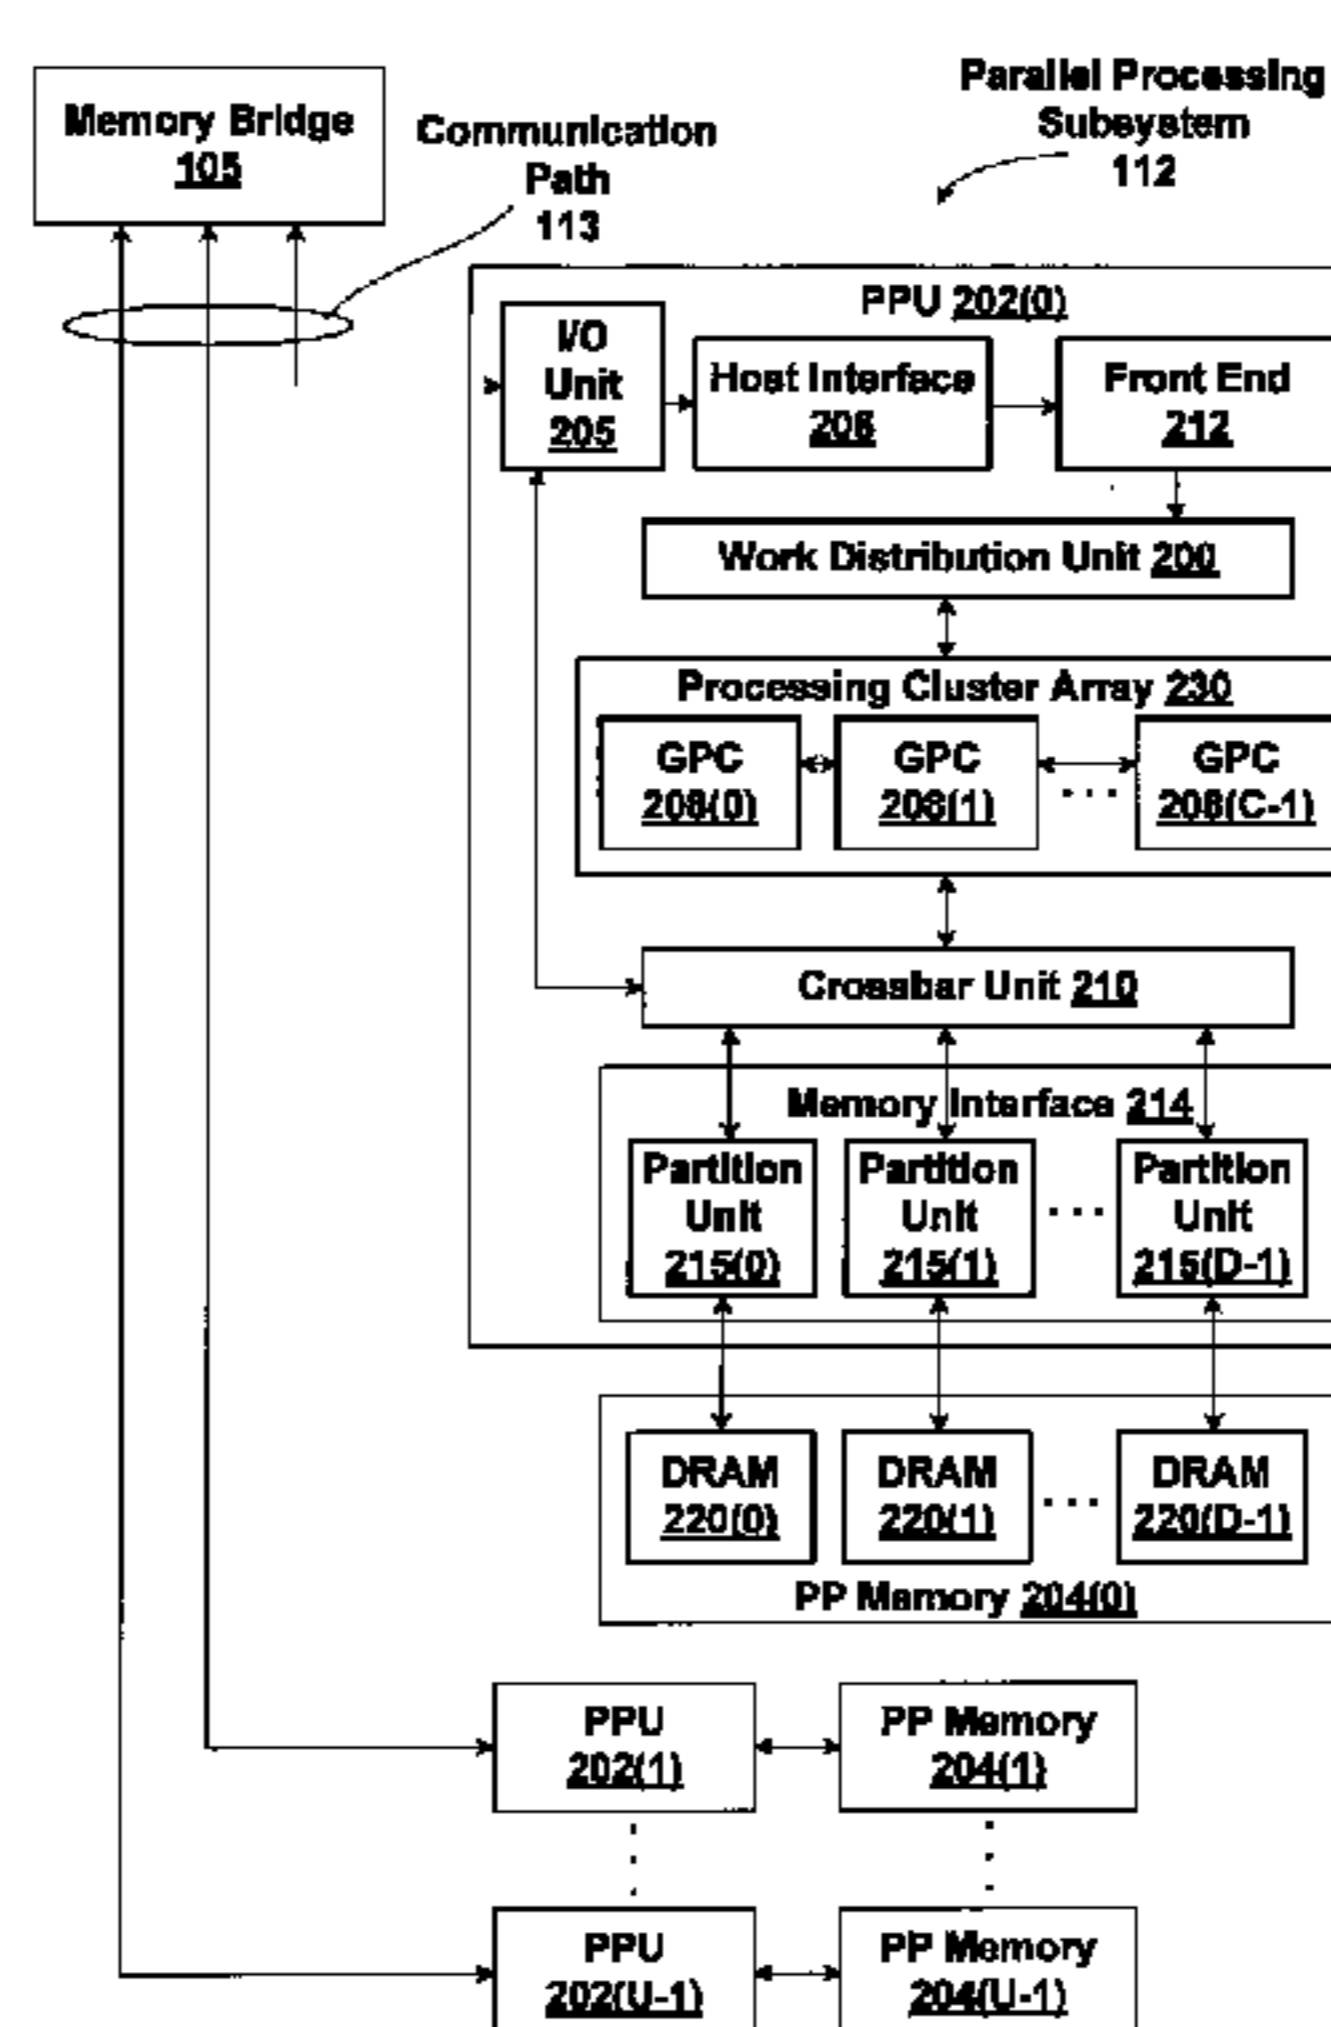 Parallel Processing
Subsystem
112
Memory Bridge
105
Communication
Path
113
PPU 202(0)
I/O
Unit
205
Host Interface
206
Front End
212
Work Distribution Unit 200
Processing Cluster Array 230
GPC
208(0)
GPC
208(1)
GPC
208(C-1)
. . .
Crossbar Unit 210
Memory Interface 214
Partition
Unit
215(0)
Partition
Unit
215(1)
. . .
Partition
Unit
215(D-1)
DRAM
220(0)
DRAM
220(1)
. . .
DRAM
220(D-1)
PP Memory 204(0)
PPU
202(1)
PP Memory
204(1)
PPU
202(U-1)
PP Memory
204(U-1)